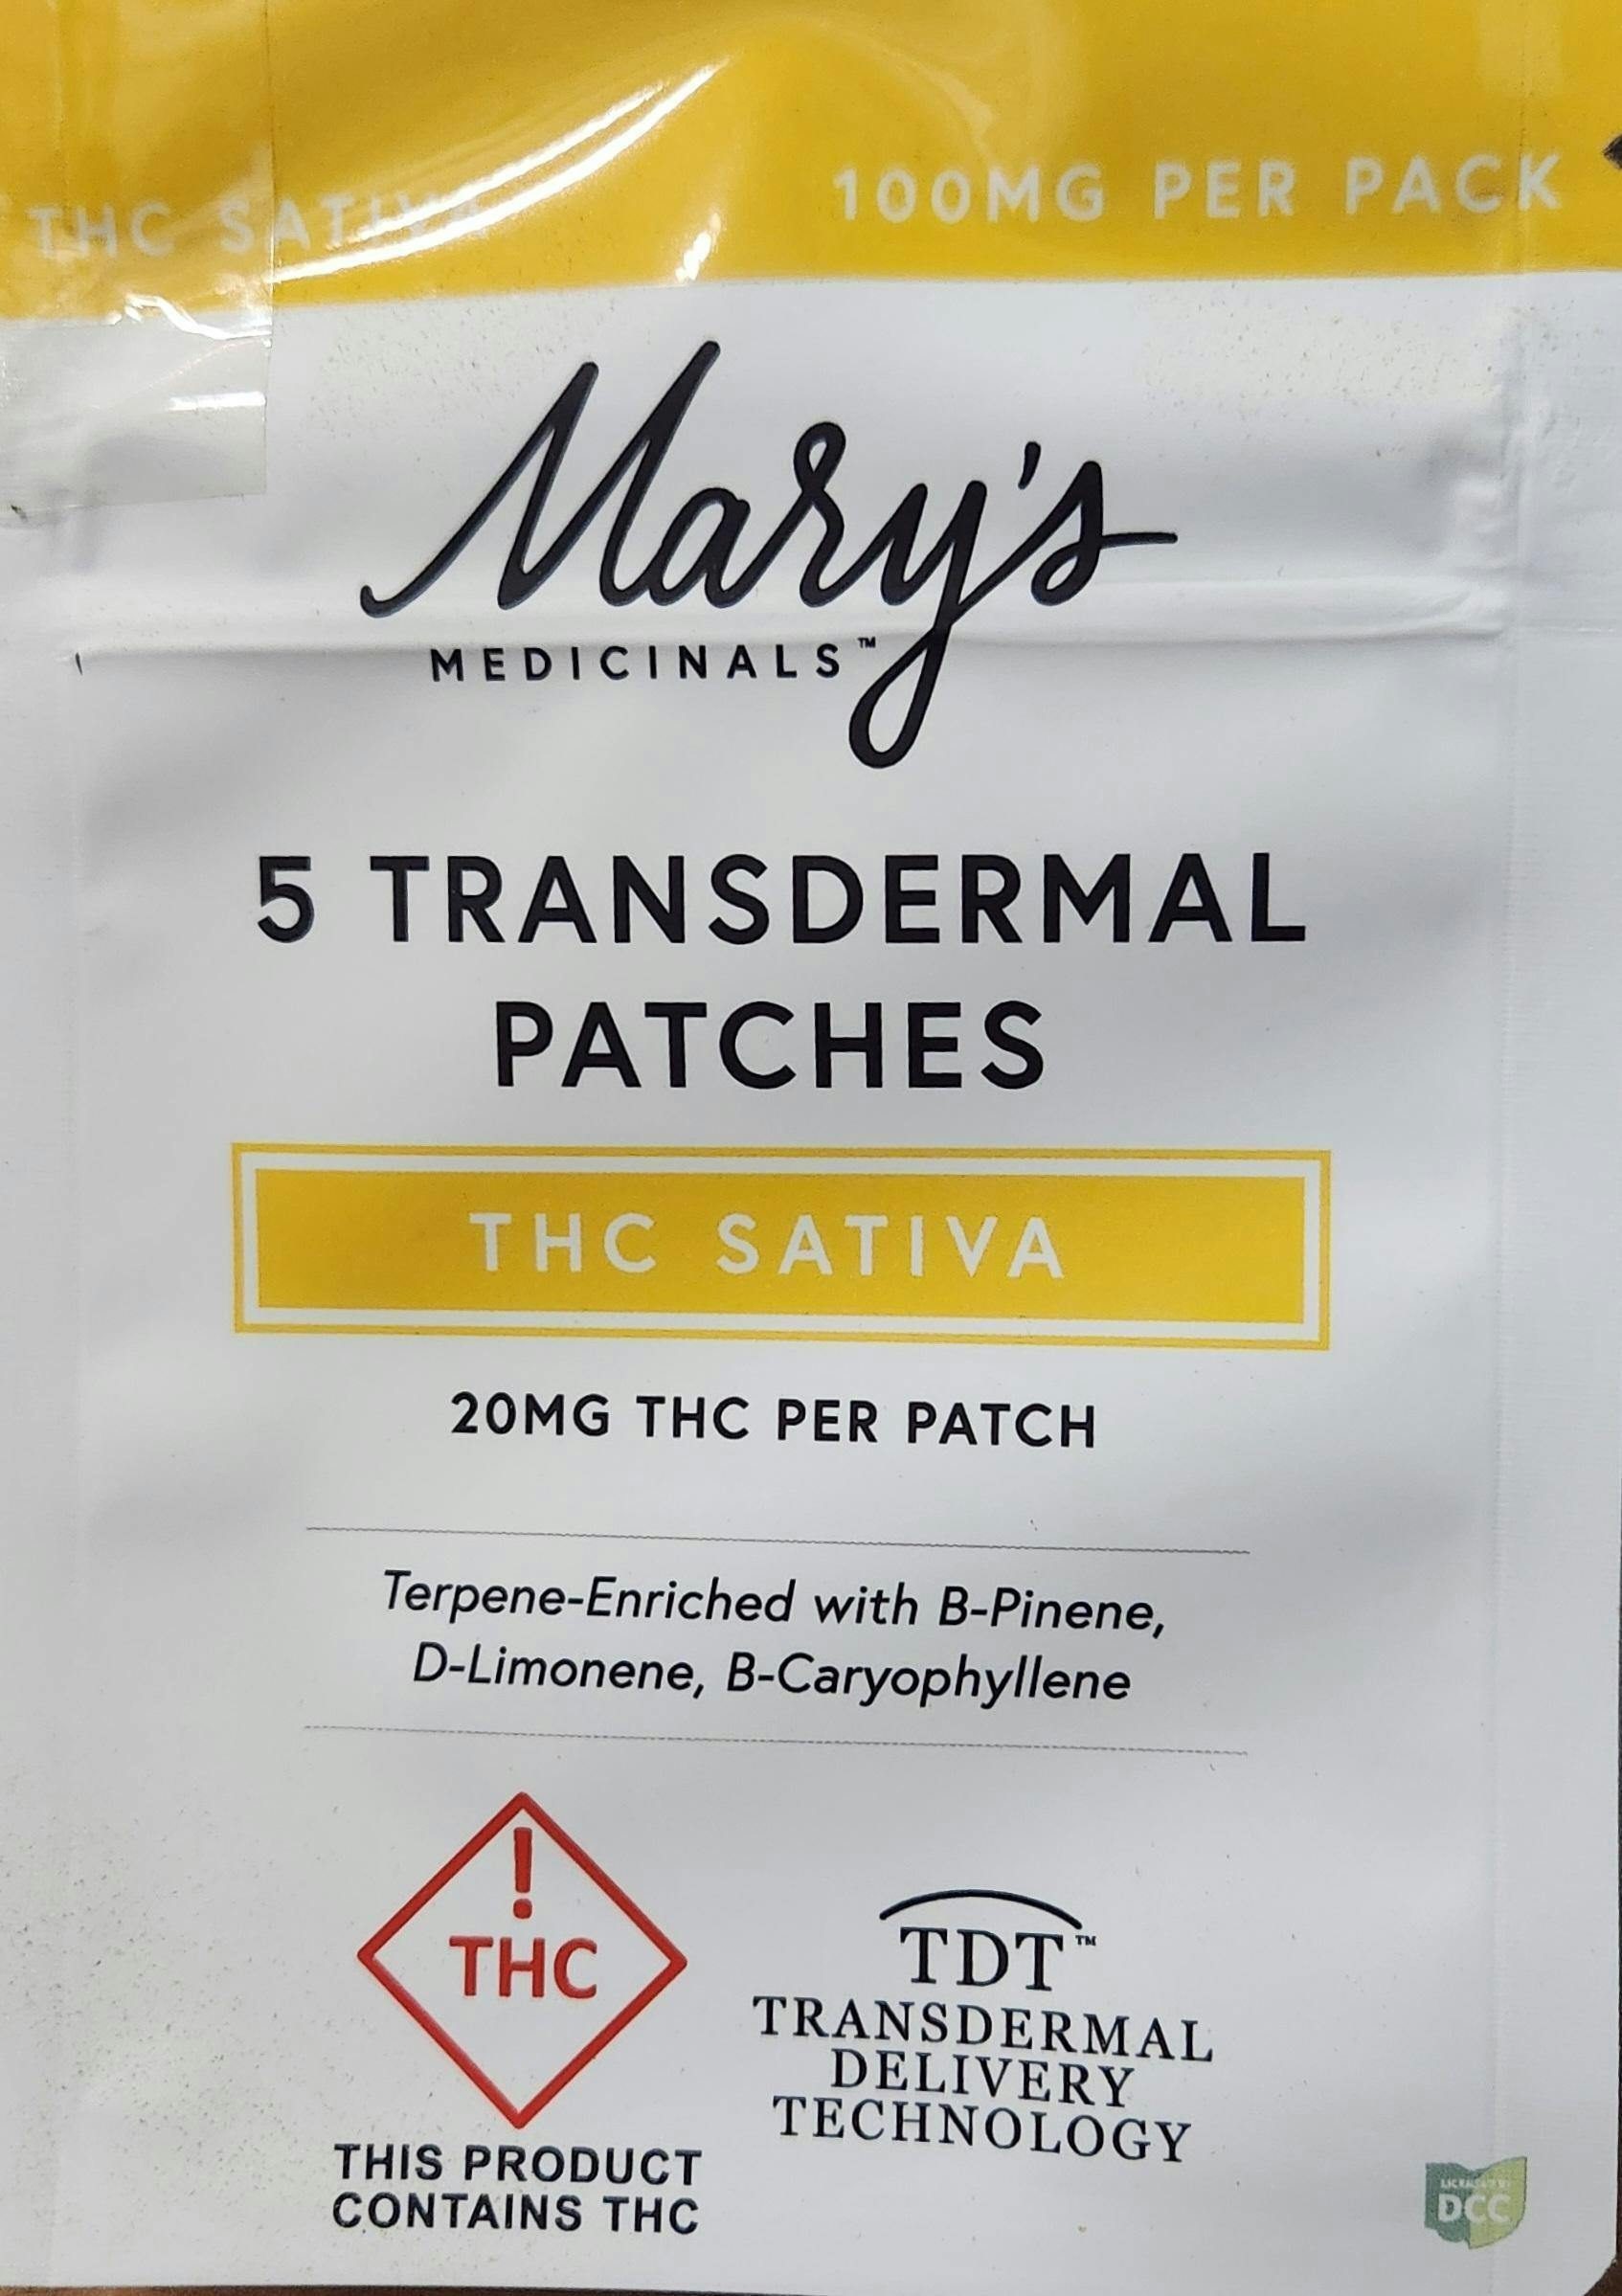 THC SATIVA
100MG PER PACK
Mary's
MEDICINALS™
5 TRANSDERMAL
PATCHES
THC SATIVA
20MG THC PER PATCH
Terpene-Enriched with B-Pinene,
D-Limonene, B-Caryophyllene
!
THC
THIS PRODUCT
CONTAINS THC
TDT™
TRANSDERMAL
DELIVERY
TECHNOLOGY
DCC